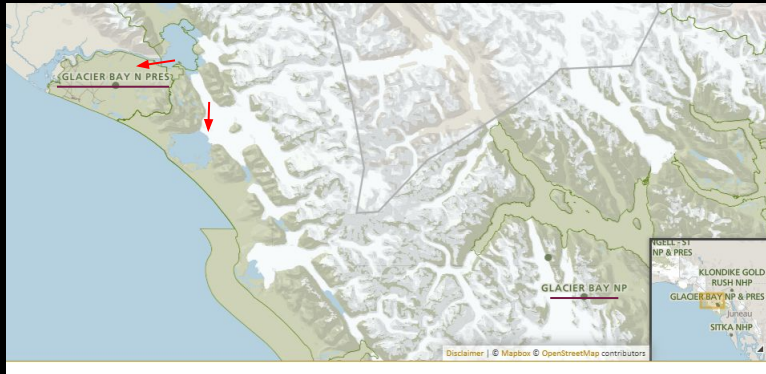 GLACIER BAY N PRES
GLACIER BAY NP
NGELL - ST
NP & PRES
KLONDIKE GOLD
RUSH NHP
GLACIER BAY NP & PRES
Juneau
SITKA NHP
Disclaimer | © Mapbox © OpenStreetMap contributors